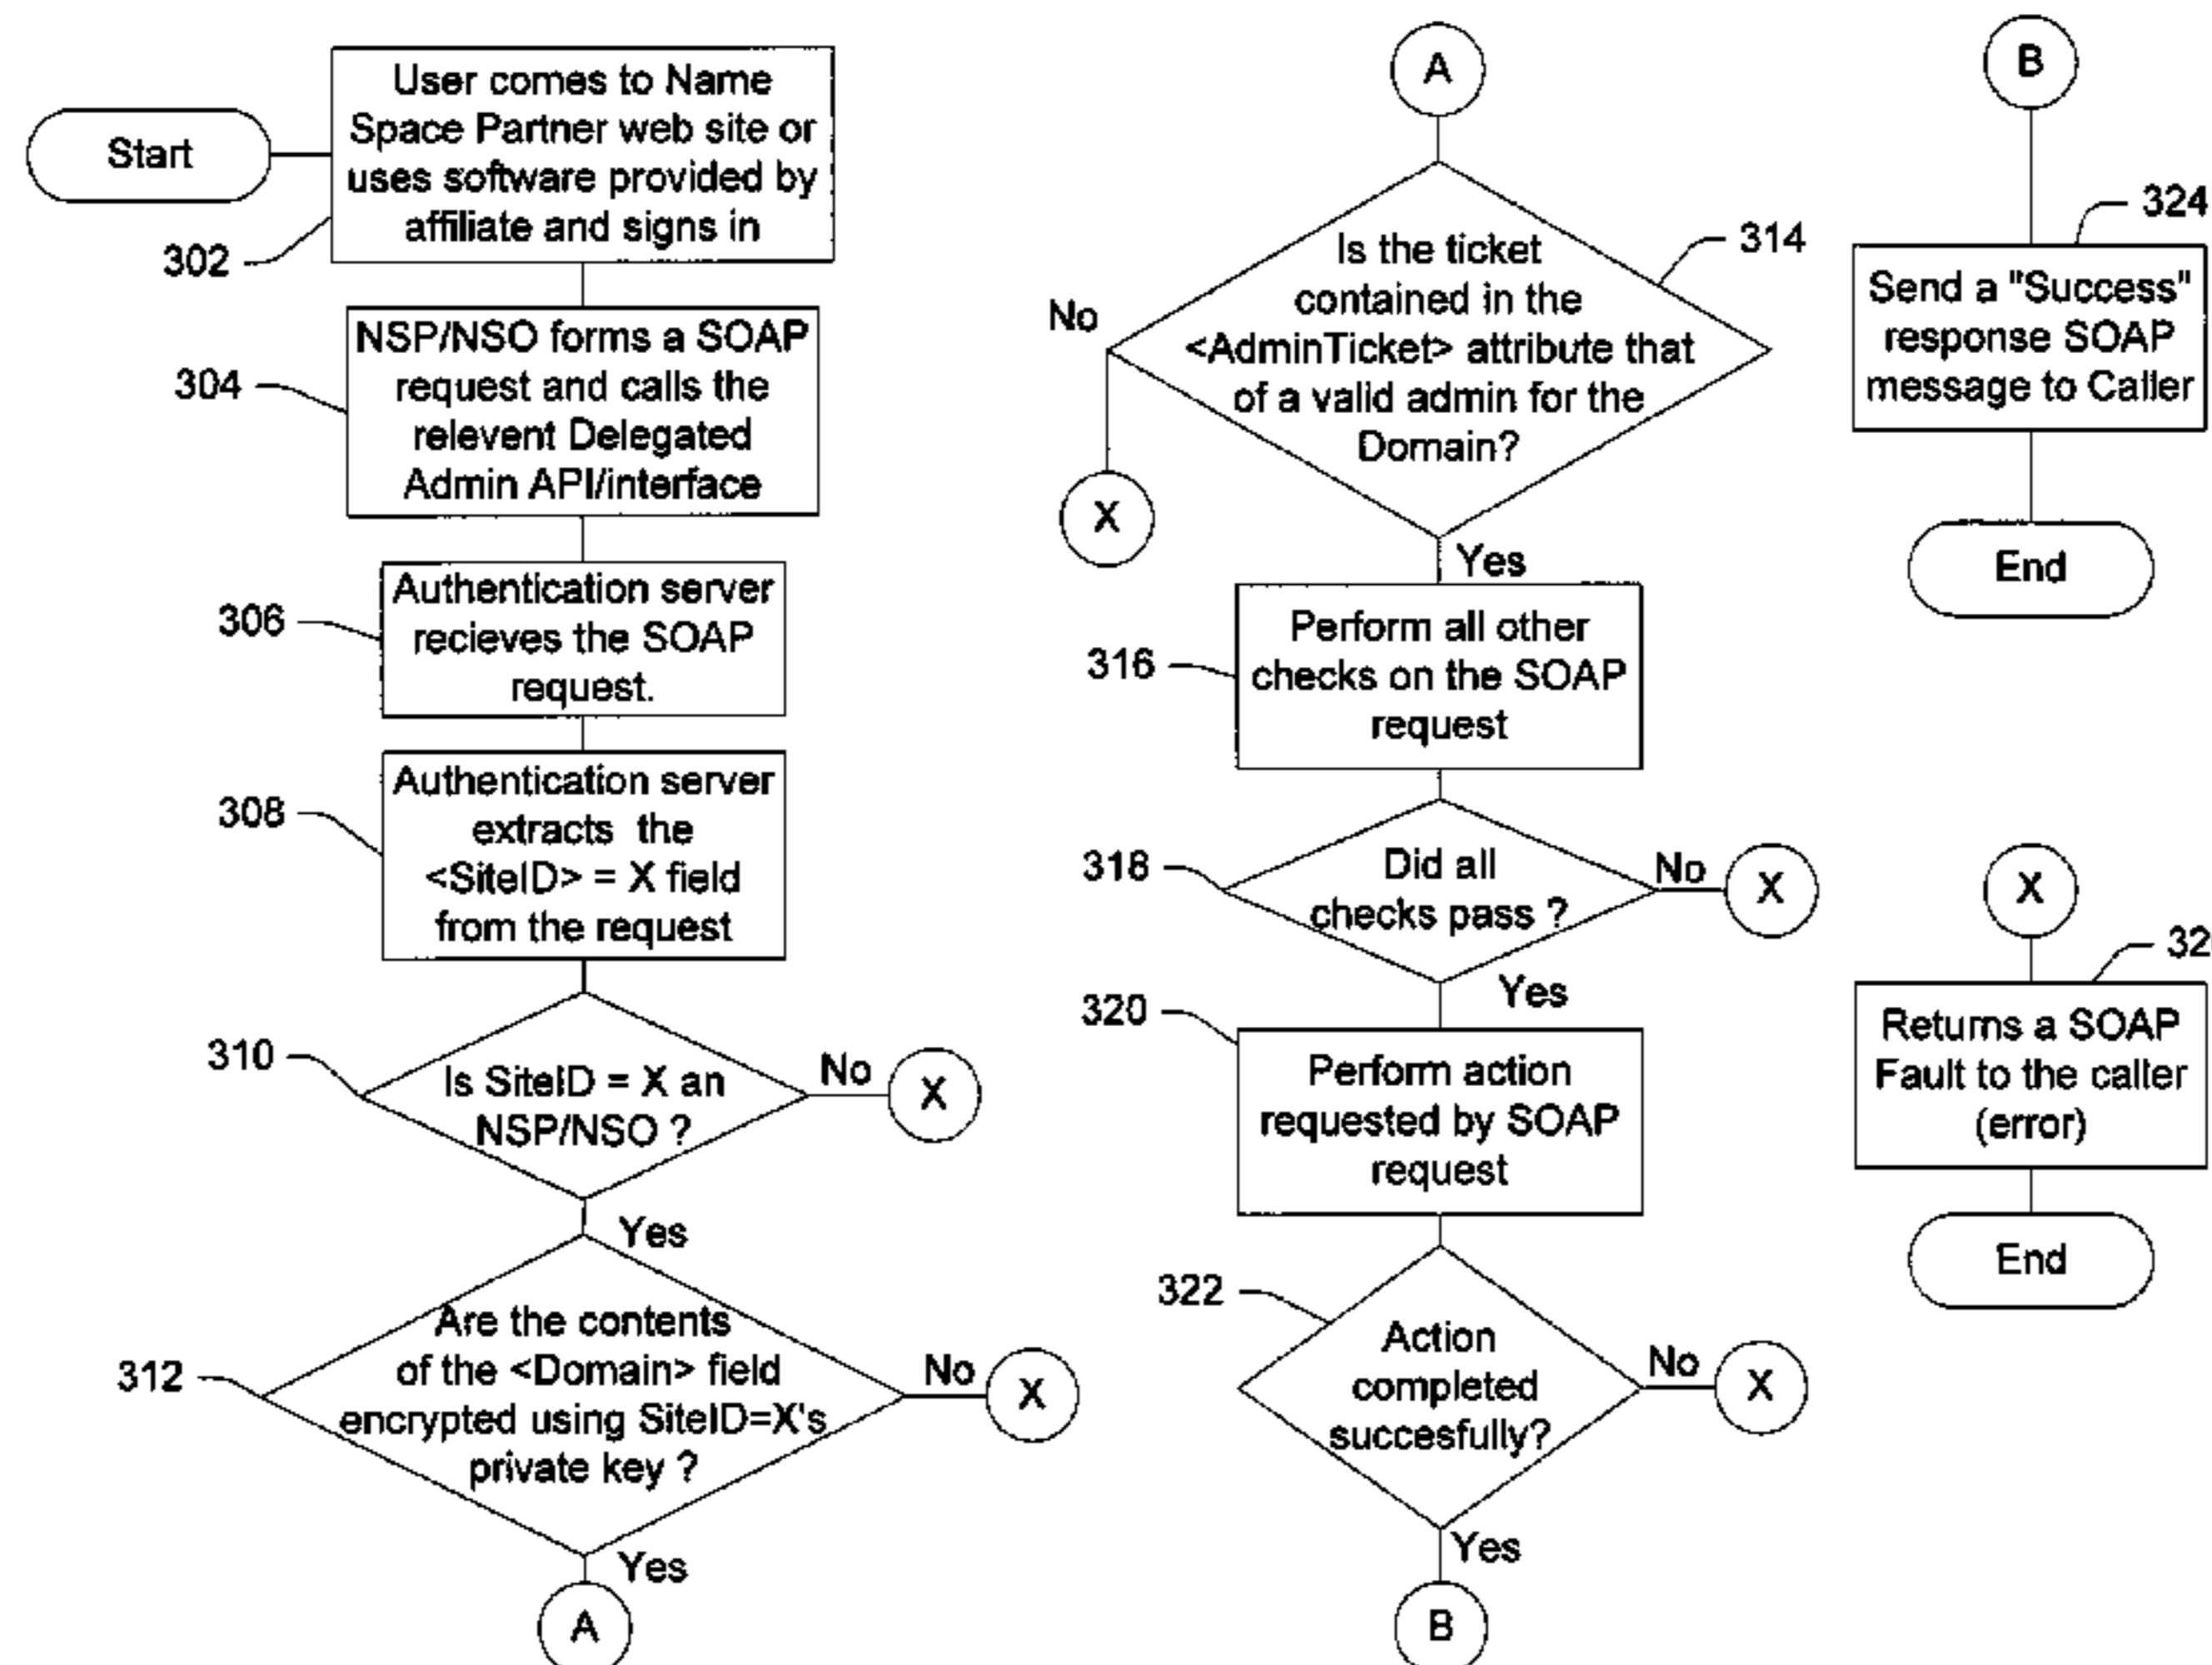 Start
User comes to Name
Space Partner web site or
uses software provided by
affiliate and signs in
302
NSP/NSO forms a SOAP
request and calls the
relevent Delegated
Admin API/interface
304
Authentication server
recieves the SOAP
request.
306
Authentication server
extracts the
<SiteID> = X field
from the request
308
Is SiteID = X an
NSP/NSO ?
310
No
X
Yes
Are the contents
of the <Domain> field
encrypted using SiteID=X's
private key ?
312
No
X
Yes
A
A
Is the ticket
contained in the
<AdminTicket> attribute that
of a valid admin for the
Domain?
314
No
X
Yes
Perform all other
checks on the SOAP
request
316
Did all
checks pass ?
318
No
X
Yes
Perform action
requested by SOAP
request
320
Action
completed
succesfully?
322
No
X
Yes
B
B
324
Send a "Success"
response SOAP
message to Caller
End
X
32
Returns a SOAP
Fault to the caller
(error)
End